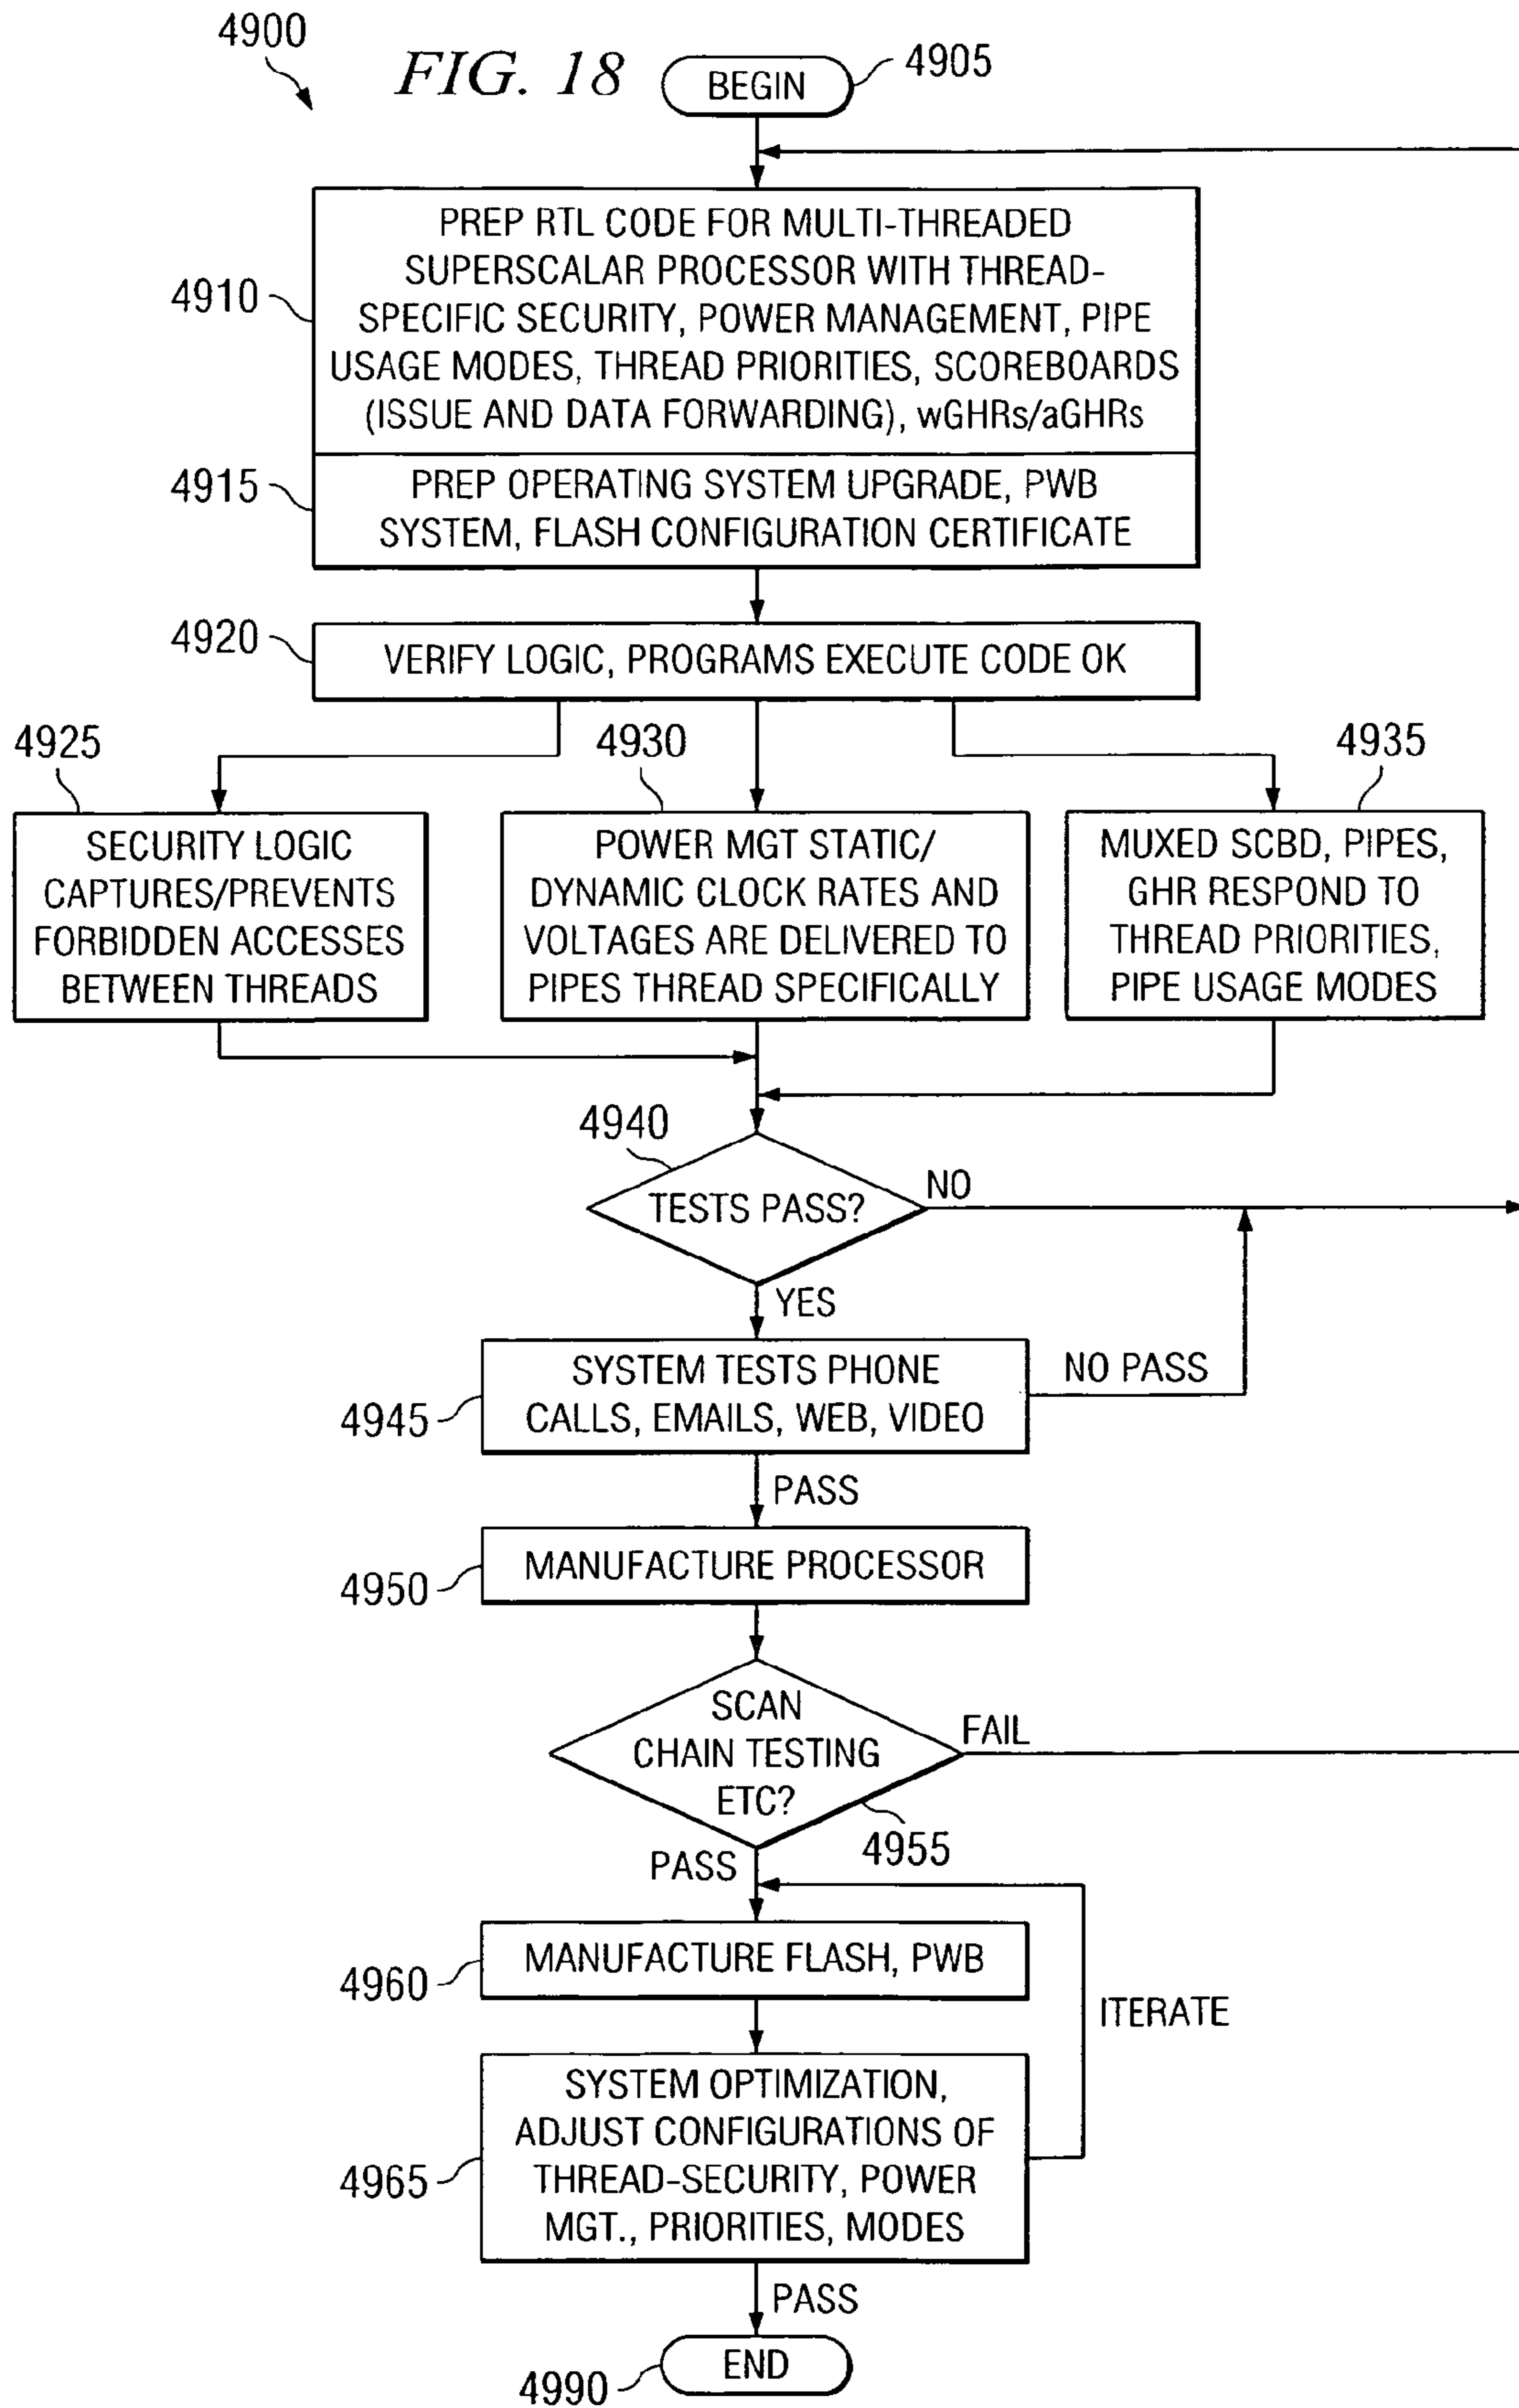 4900
FIG. 18
BEGIN
4905
4910
PREP RTL CODE FOR MULTI-THREADED
SUPERSCALAR PROCESSOR WITH THREAD-
SPECIFIC SECURITY, POWER MANAGEMENT, PIPE
USAGE MODES, THREAD PRIORITIES, SCOREBOARDS
(ISSUE AND DATA FORWARDING), wGHRs/aGHRs
4915
PREP OPERATING SYSTEM UPGRADE, PWB
SYSTEM, FLASH CONFIGURATION CERTIFICATE
4920
VERIFY LOGIC, PROGRAMS EXECUTE CODE OK
4925
SECURITY LOGIC
CAPTURES/PREVENTS
FORBIDDEN ACCESSES
BETWEEN THREADS
4930
POWER MGT STATIC/
DYNAMIC CLOCK RATES AND
VOLTAGES ARE DELIVERED TO
PIPES THREAD SPECIFICALLY
4935
MUXED SCBD, PIPES,
GHR RESPOND TO
THREAD PRIORITIES,
PIPE USAGE MODES
4940
TESTS PASS?
NO
YES
4945
SYSTEM TESTS PHONE
CALLS, EMAILS, WEB, VIDEO
NO PASS
PASS
4950
MANUFACTURE PROCESSOR
SCAN
CHAIN TESTING
ETC?
FAIL
4955
PASS
4960
MANUFACTURE FLASH, PWB
ITERATE
4965
SYSTEM OPTIMIZATION,
ADJUST CONFIGURATIONS OF
THREAD-SECURITY, POWER
MGT., PRIORITIES, MODES
PASS
END
4990